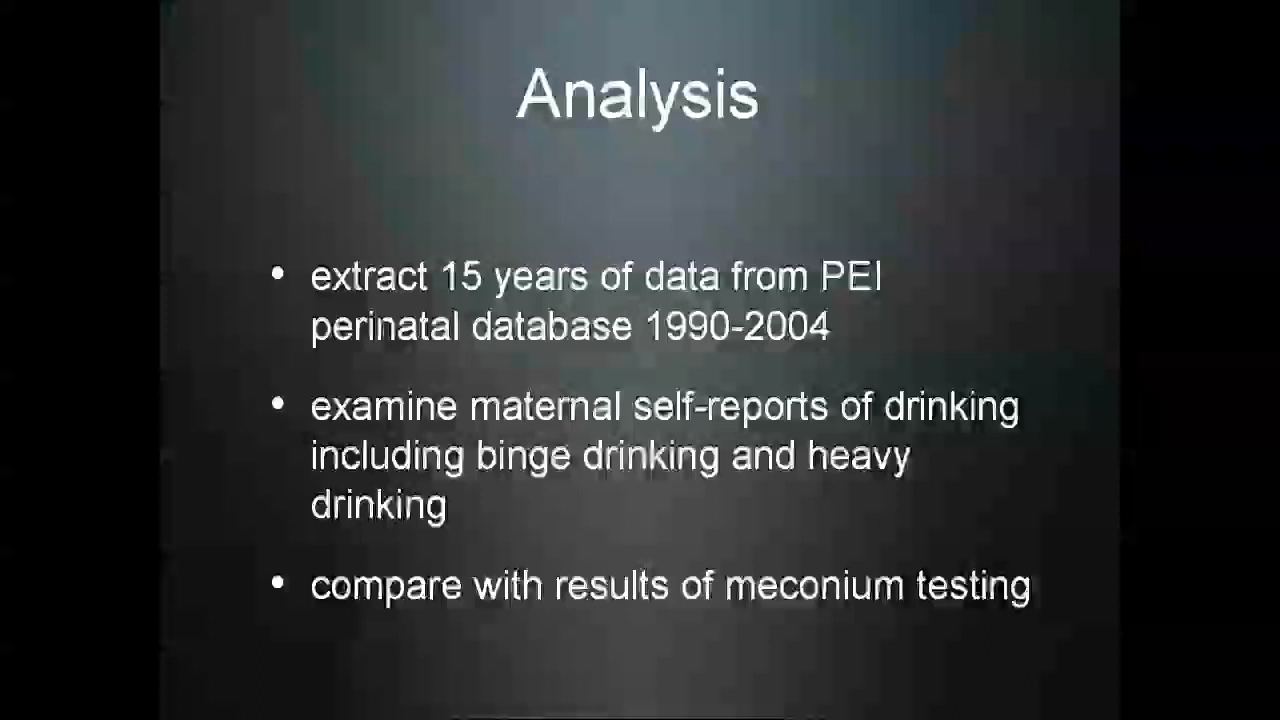 Analysis
• extract 15 years of data from PEI
perinatal database 1990-2004
• examine maternal self-reports of drinking
including binge drinking and heavy
drinking
• compare with results of meconium testing